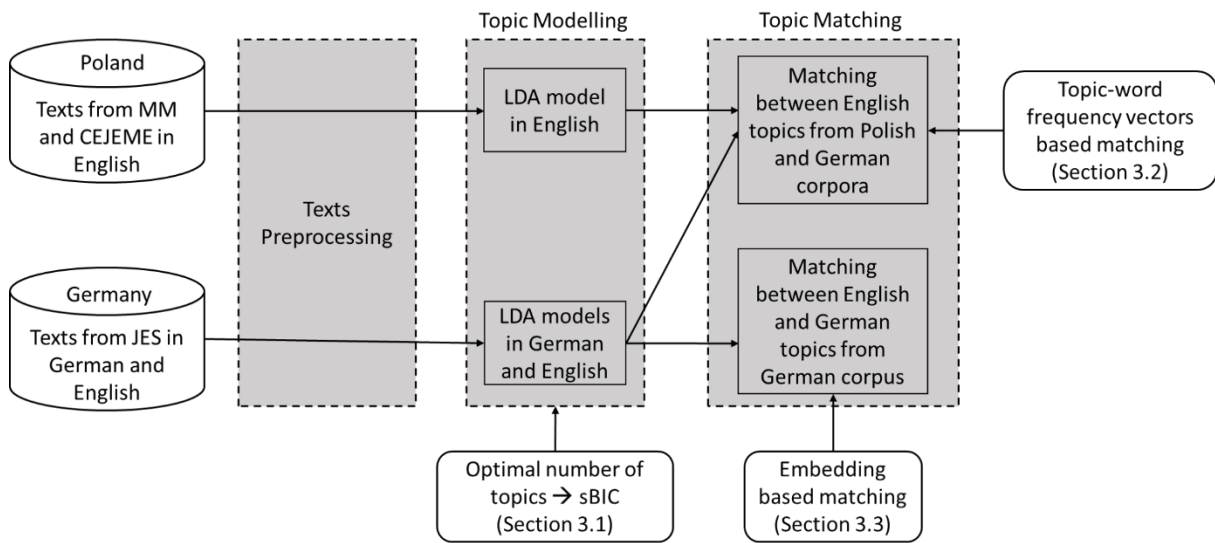 Topic Modelling
Topic Matching
Poland
Texts from MM
and CEJEME in
English
Texts
Preprocessing
LDA model
in English
Matching
between English
topics from Polish
and German
corpora
Topic-word
frequency vectors
based matching
(Section 3.2)
Germany
Texts from JES in
German and
English
LDA models
in German
and English
Matching
between English
and German
topics from
German corpus
Optimal number of
topics → sBIC
(Section 3.1)
Embedding
based matching
(Section 3.3)